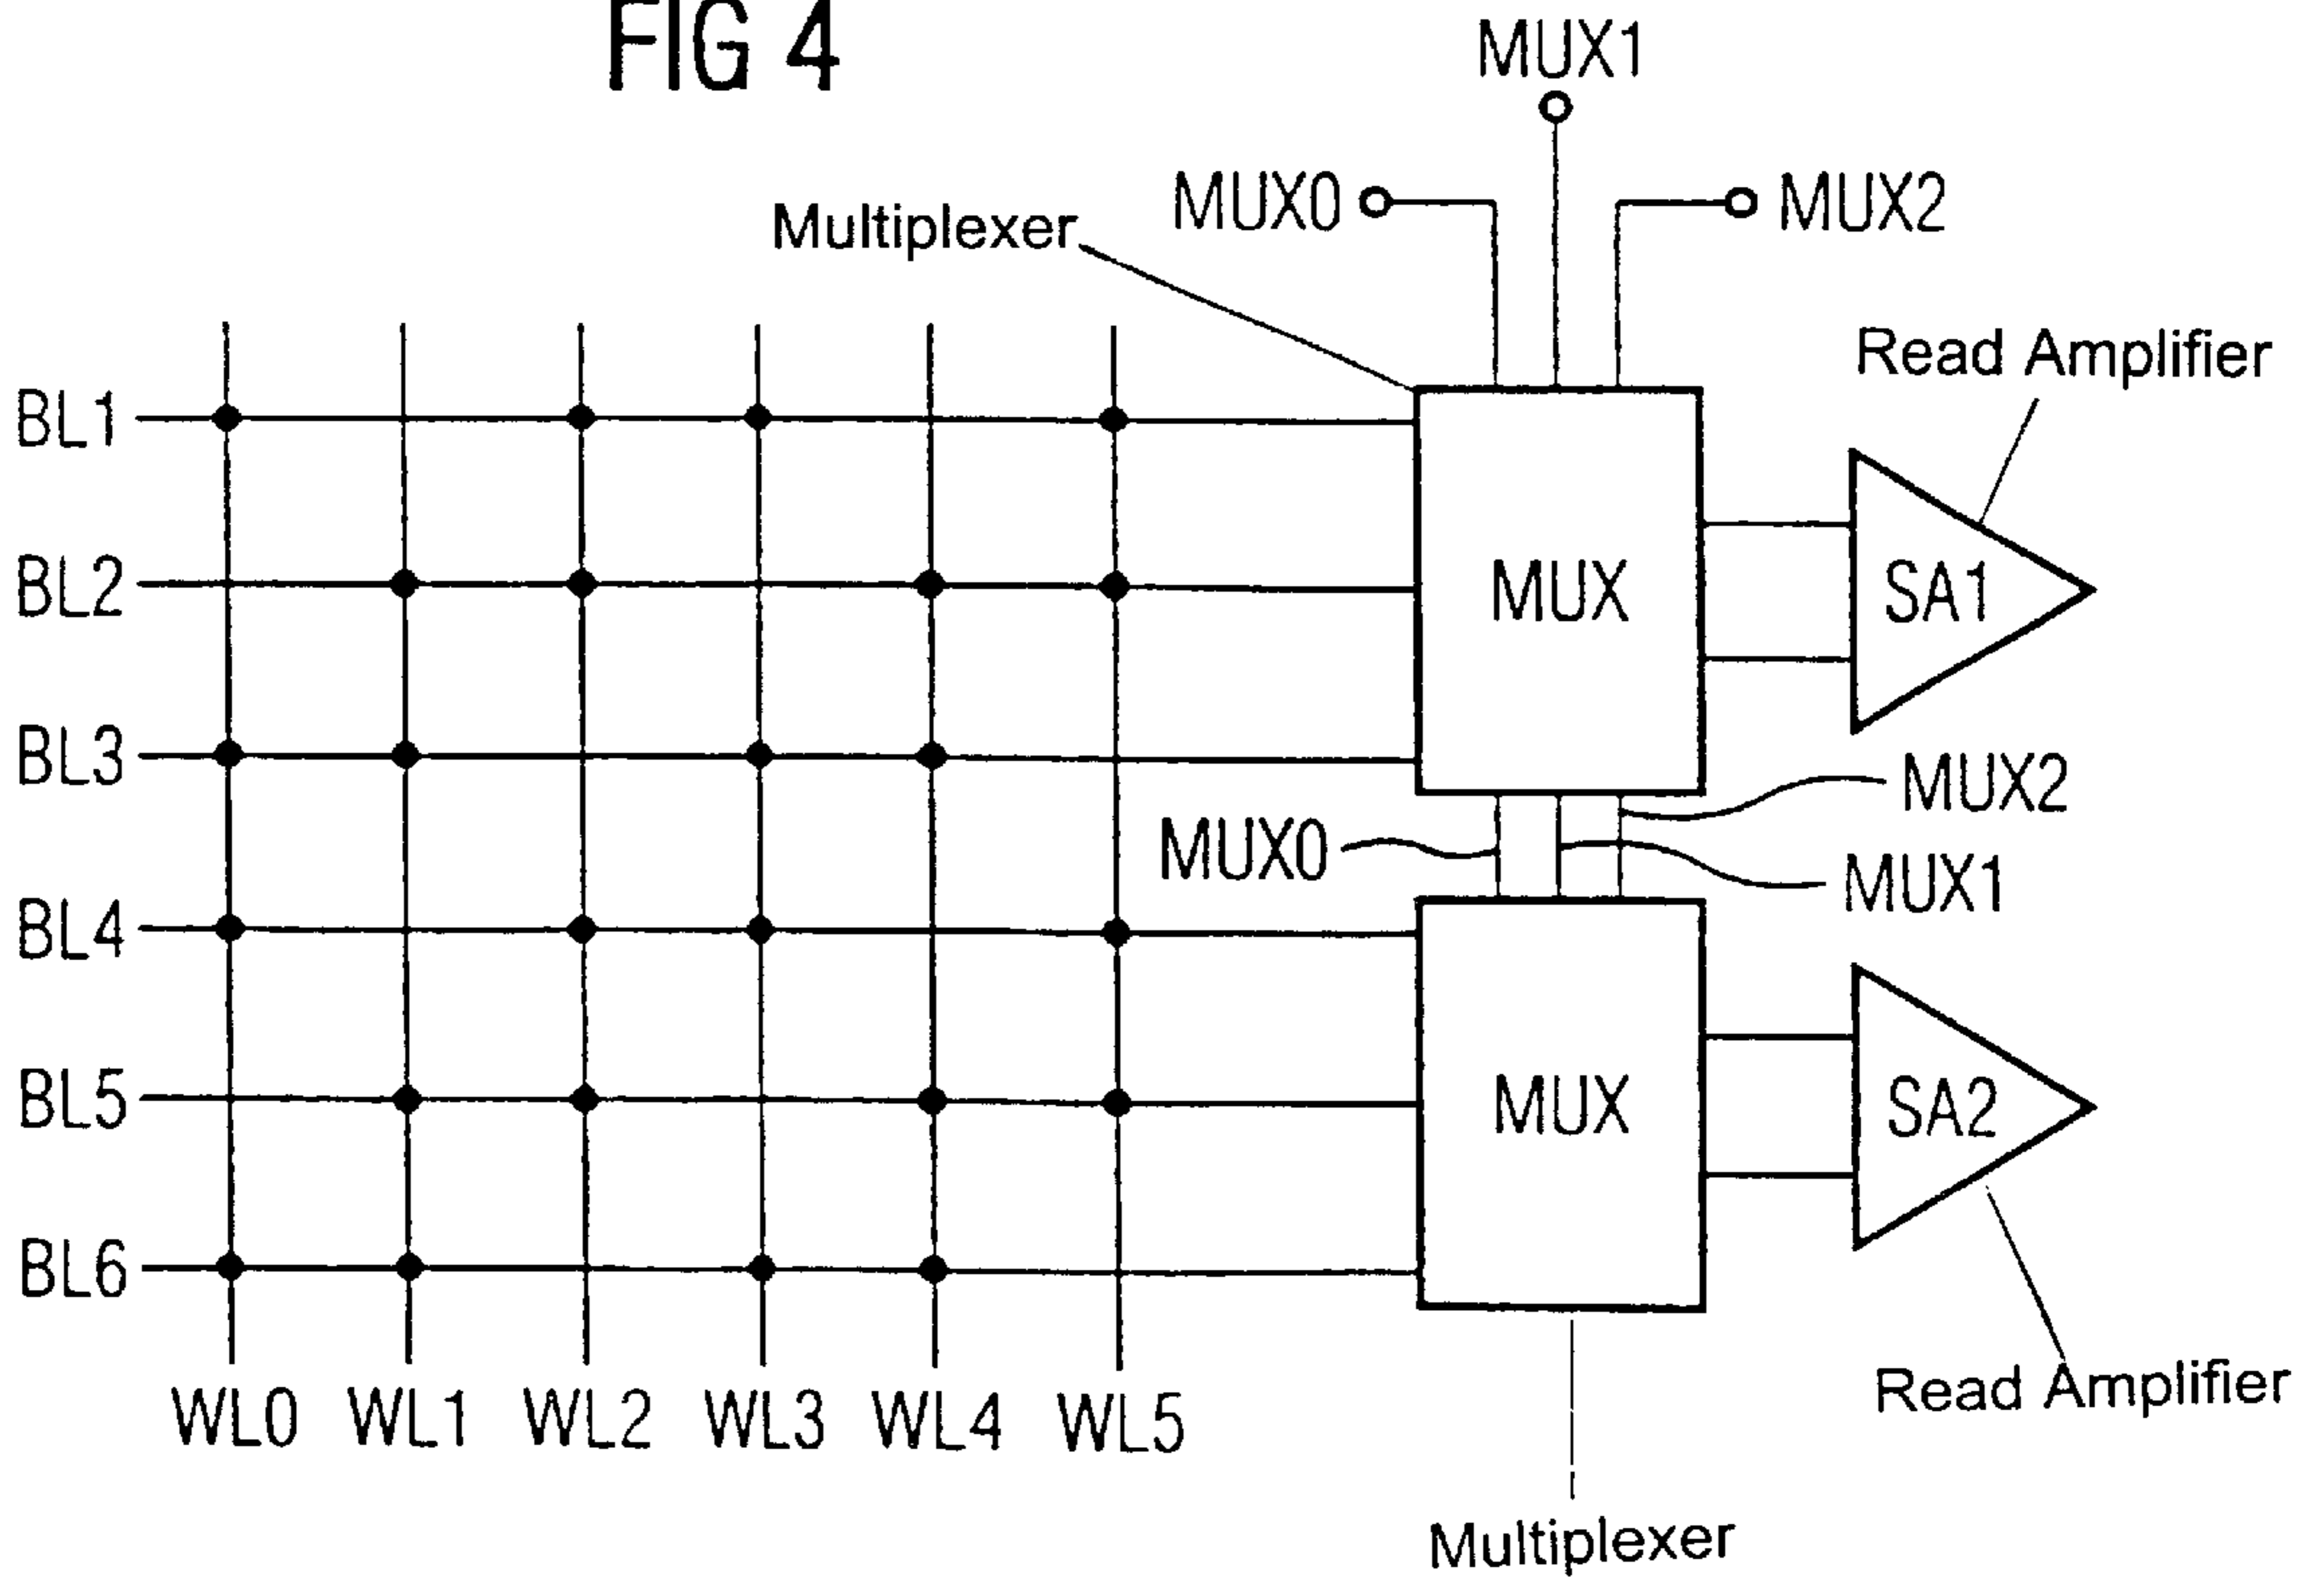 FIG 4
MUX1
MUX0
MUX2
Multiplexer
Read Amplifier
BL1
BL2
MUX
SA1
BL3
MUX2
MUX0
MUX1
BL4
BL5
MUX
SA2
BL6
Read Amplifier
WL0 WL1 WL2 WL3 WL4 WL5
Multiplexer